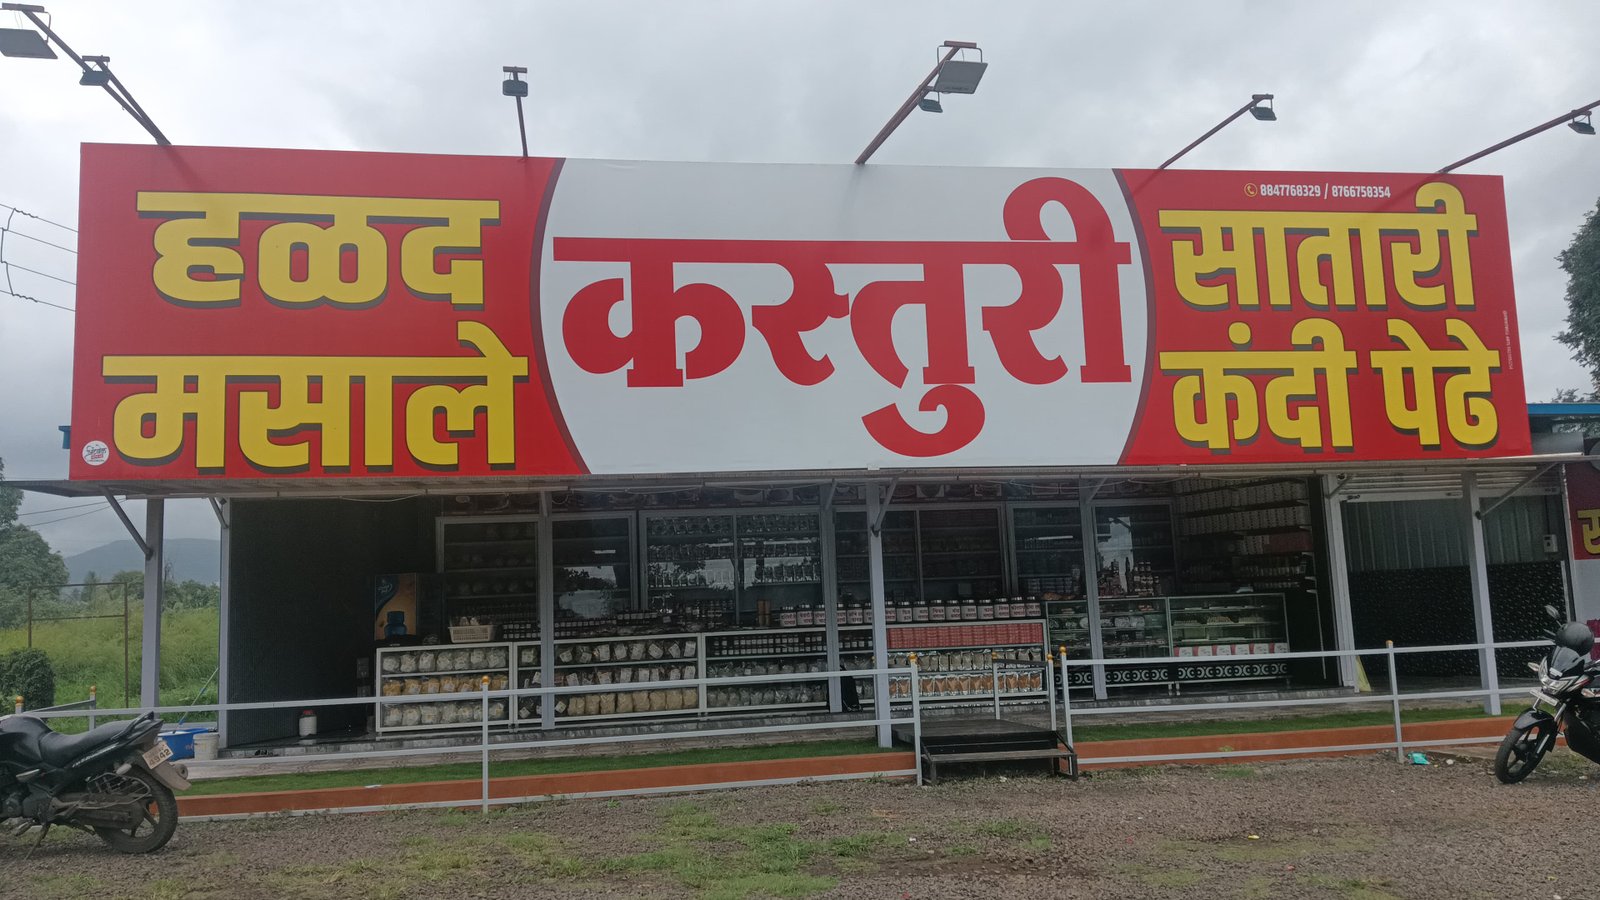 हळद
मसाले
कस्तुरी
8847768329 / 8766758354
सातारी
कंदी पेढे